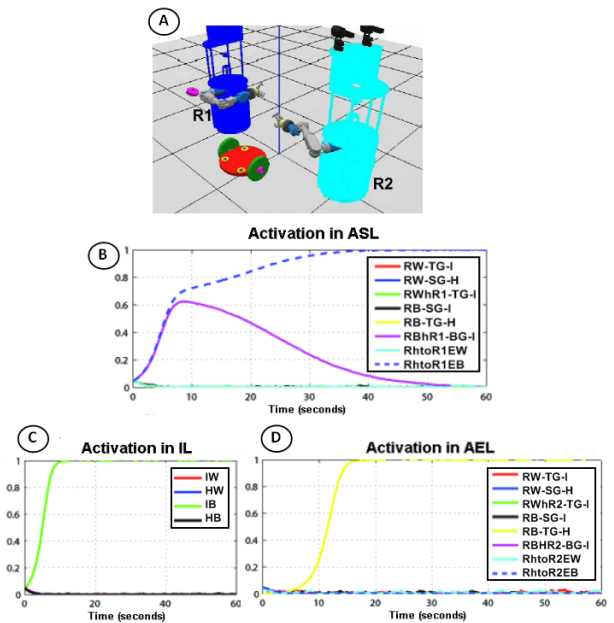 A
R1
R2
Activation in ASL
B
1
0.8
0.6
0.4
0.2
0
0 10 20 30 40 50 60
Time (seconds)
RW-TG-I
RW-SG-H
RWhR1-TG-I
RB-SG-I
RB-TG-H
RBhR1-BG-I
RhtoR1EW
RhtoR1EB
C
Activation in IL
1
0.8
0.6
0.4
0.2
0
0 20 40 60
Time (seconds)
IW
HW
IB
HB
D
Activation in AEL
1
0.8
0.6
0.4
0.2
0
0 10 20 30 40 50 60
Time (seconds)
RW-TG-I
RW-SG-H
RWhR2-TG-I
RB-SG-I
RB-TG-H
RBHR2-BG-I
RhtoR2EW
RhtoR2EB